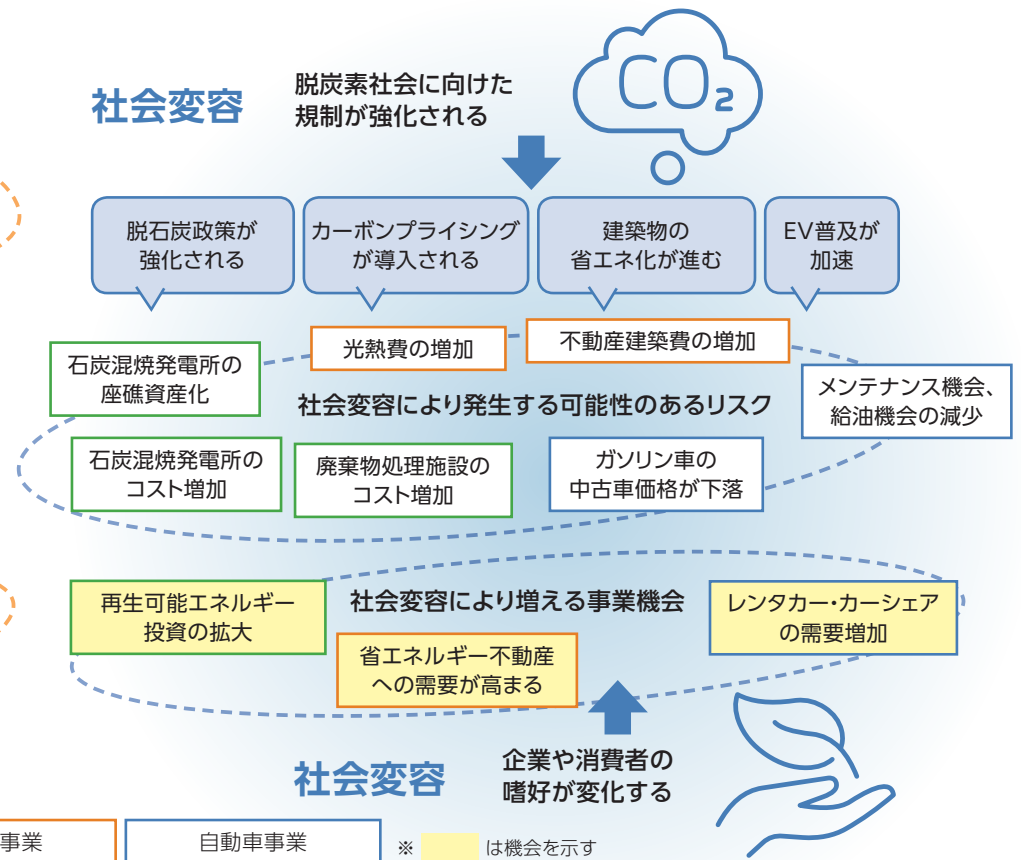 社会変容
脱炭素社会に向けた
規制が強化される
CO2
脱石炭政策が
強化される
カーボンプライシング
が導入される
建築物の
省エネ化が進む
EV普及が
加速
石炭混焼発電所の
座礁資産化
光熱費の増加
不動産建築費の増加
メンテナンス機会、
給油機会の減少
社会変容により発生する可能性のあるリスク
石炭混焼発電所の
コスト増加
廃棄物処理施設の
コスト増加
ガソリン車の
中古車価格が下落
再生可能エネルギー
投資の拡大
社会変容により増える事業機会
レンタカー・カーシェア
の需要増加
省エネルギー不動産
への需要が高まる
社会変容
企業や消費者の
嗜好が変化する
事業
自動車事業
※ は機会を示す